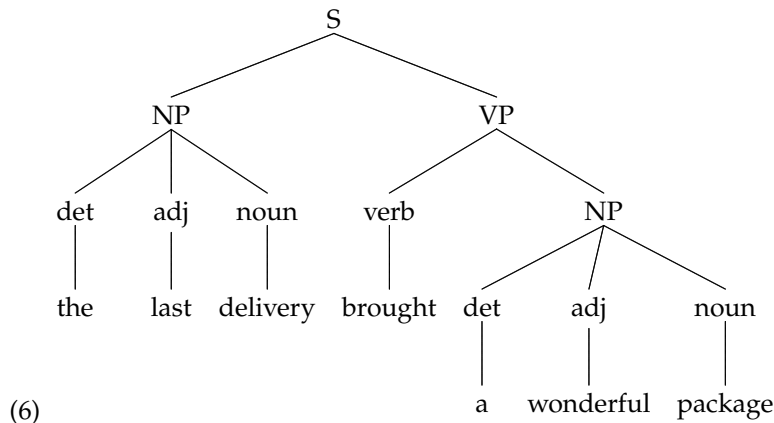 S
NP VP
det adj noun verb NP
the last delivery brought det adj noun
(6) a wonderful package